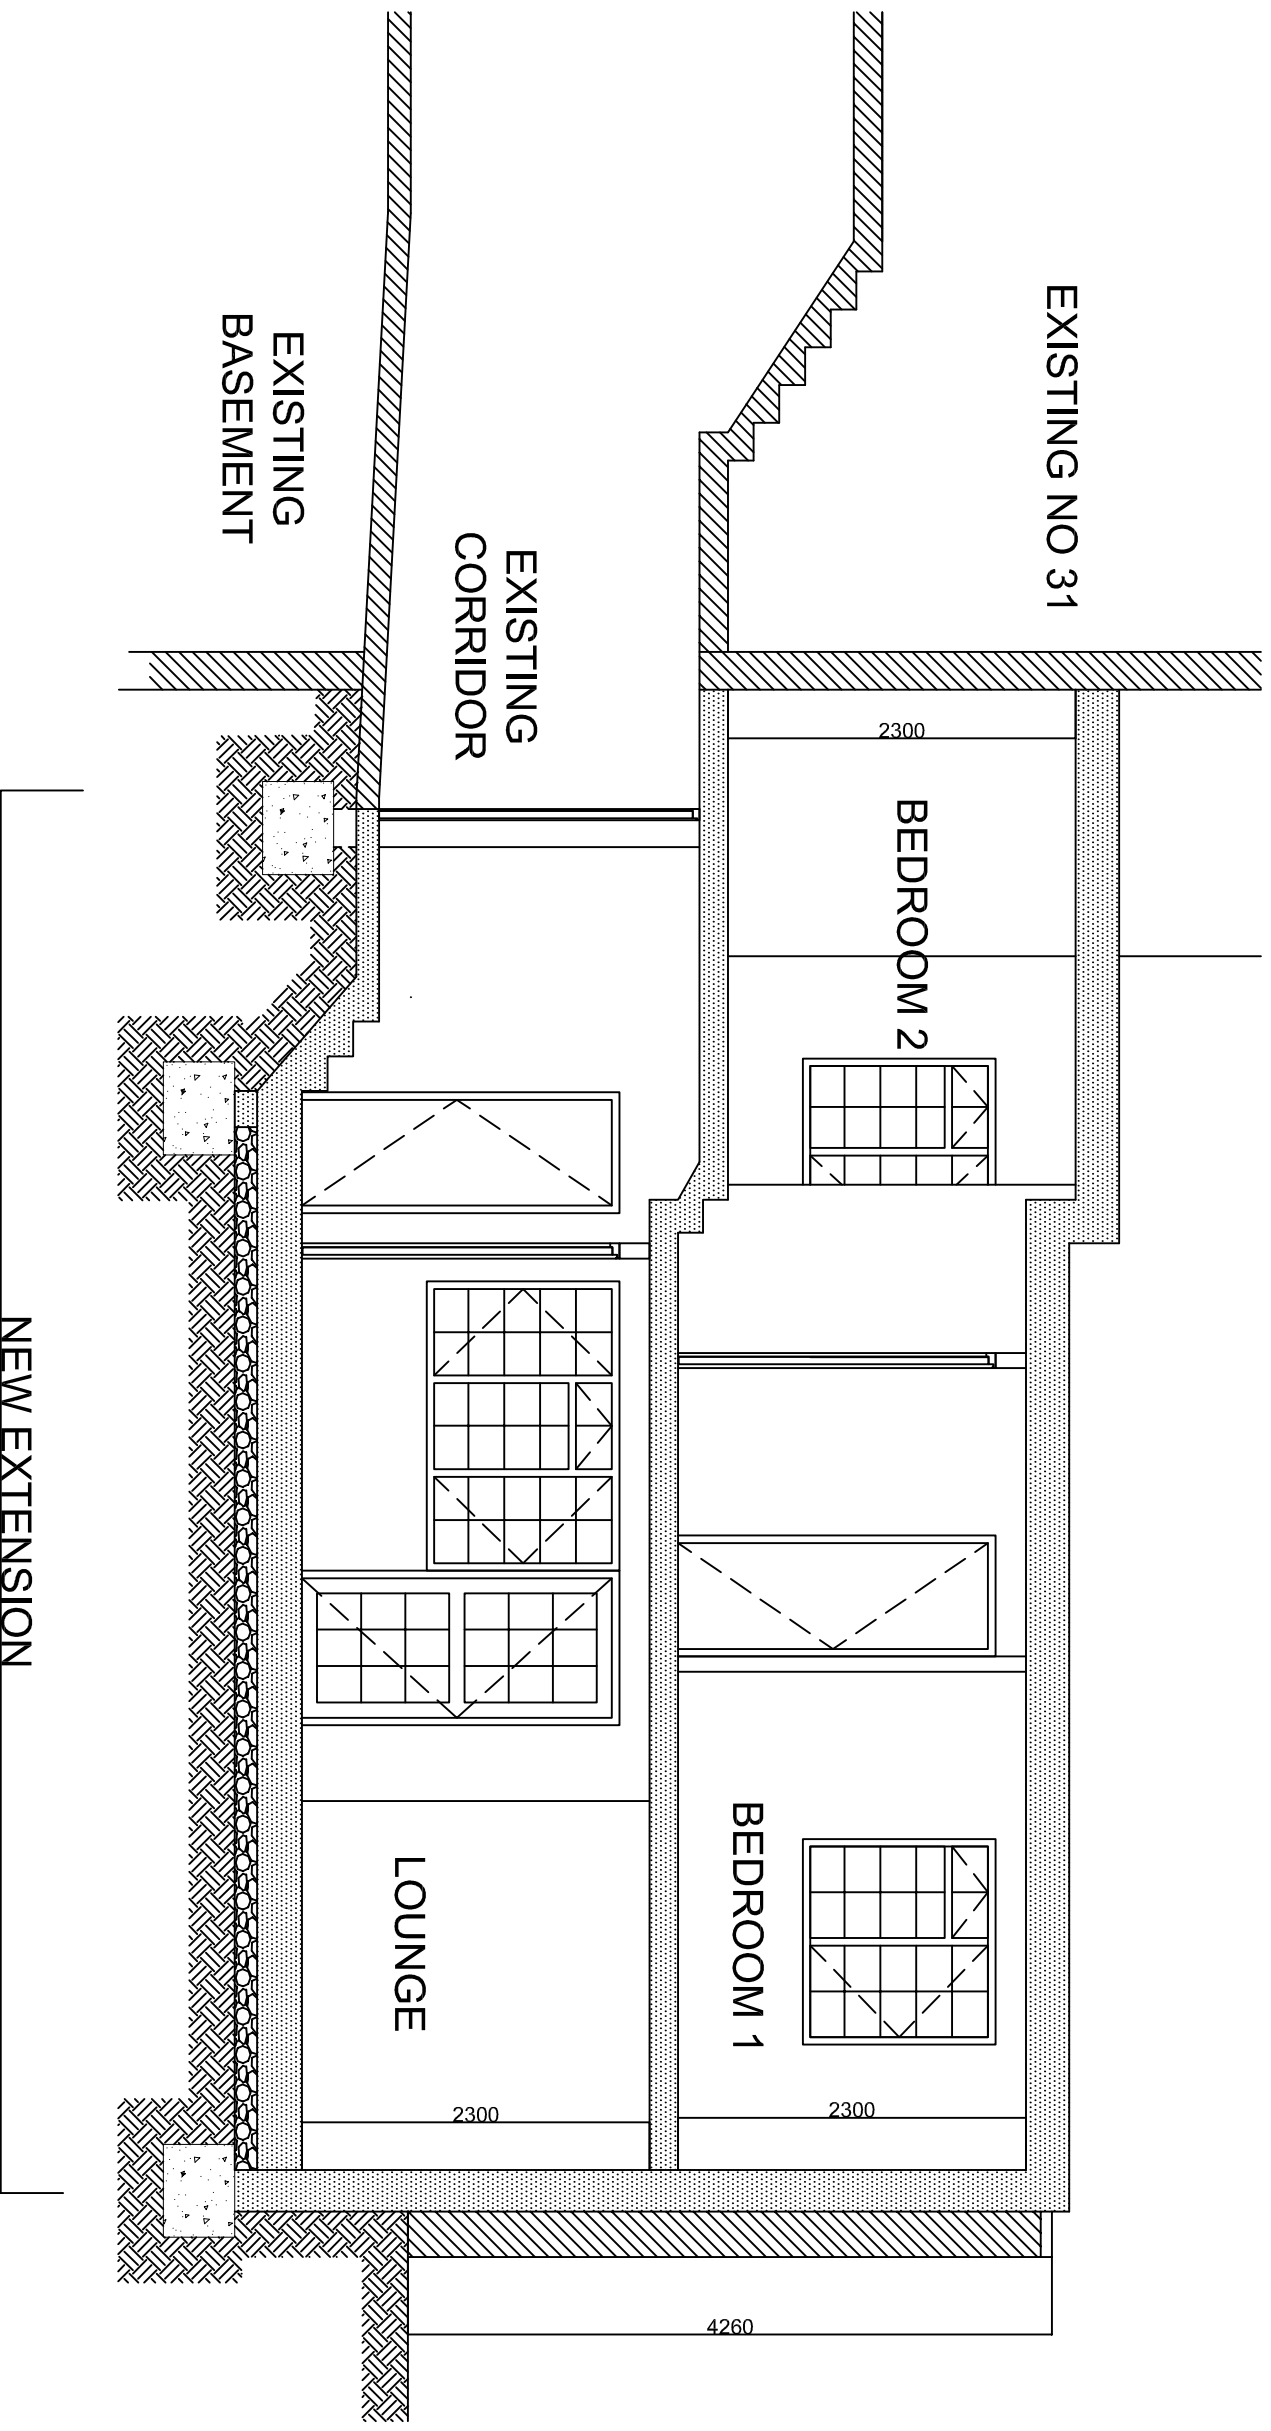 EXISTING NO 31
2300
BEDROOM 2
BEDROOM 1
2300
EXISTING
CORRIDOR
LOUNGE
2300
4260
EXISTING
BASEMENT
NEW EXTENSION